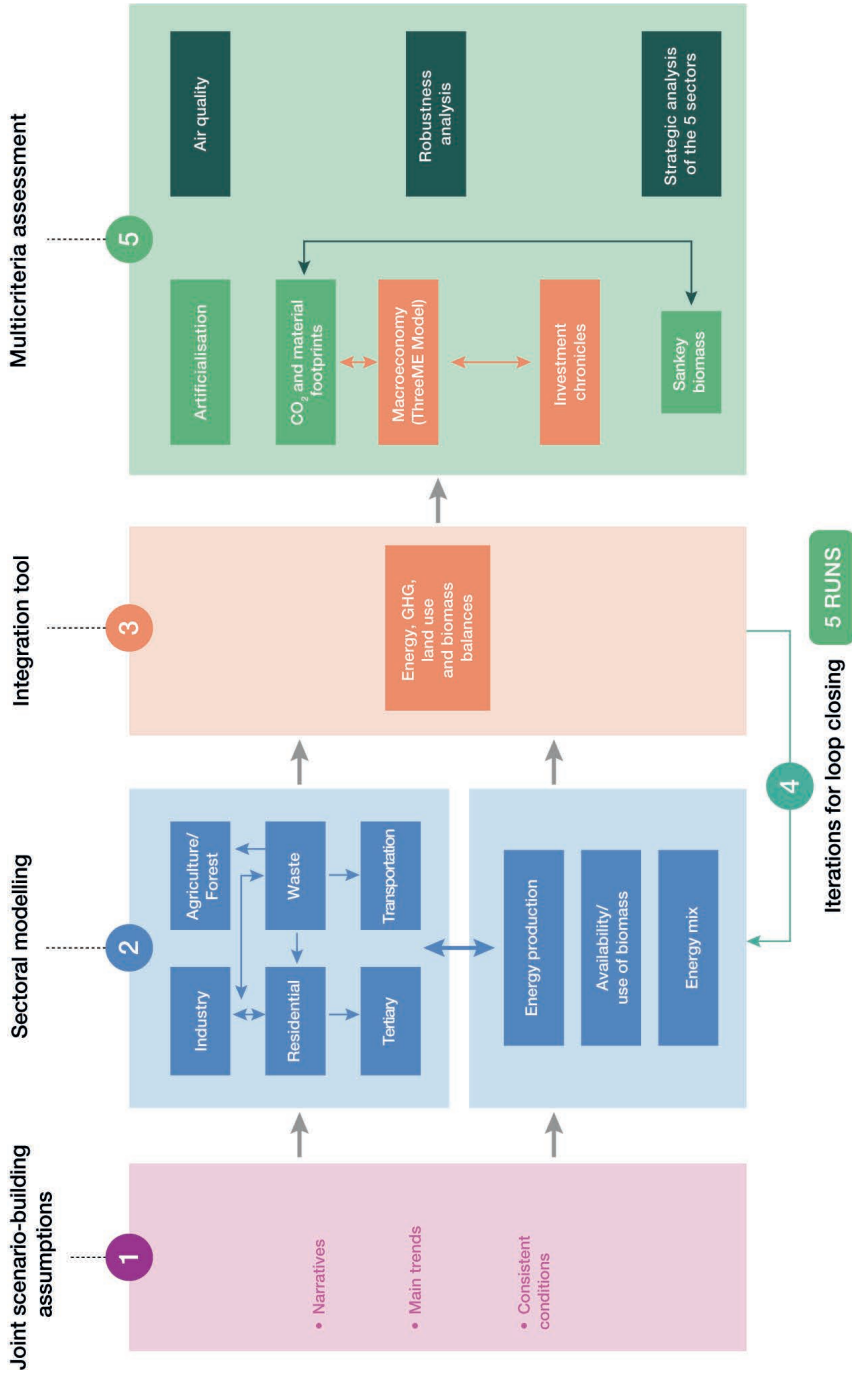 Joint scenario-building
assumptions
1
• Narratives
• Main trends
• Consistent
conditions
Sectoral modelling
2
Industry
Agriculture/
Forest
Residential
Waste
Tertiary
Transportation
Energy production
Availability/
use of biomass
Energy mix
Integration tool
3
Energy, GHG,
land use
and biomass
balances
4
Iterations for loop closing
5 RUNS
Multicriteria assessment
5
Artificialisation
CO₂ and material
footprints
Macroeconomy
(ThreeME Model)
Investment
chronicles
Sankey
biomass
Air quality
Robustness
analysis
Strategic analysis
of the 5 sectors